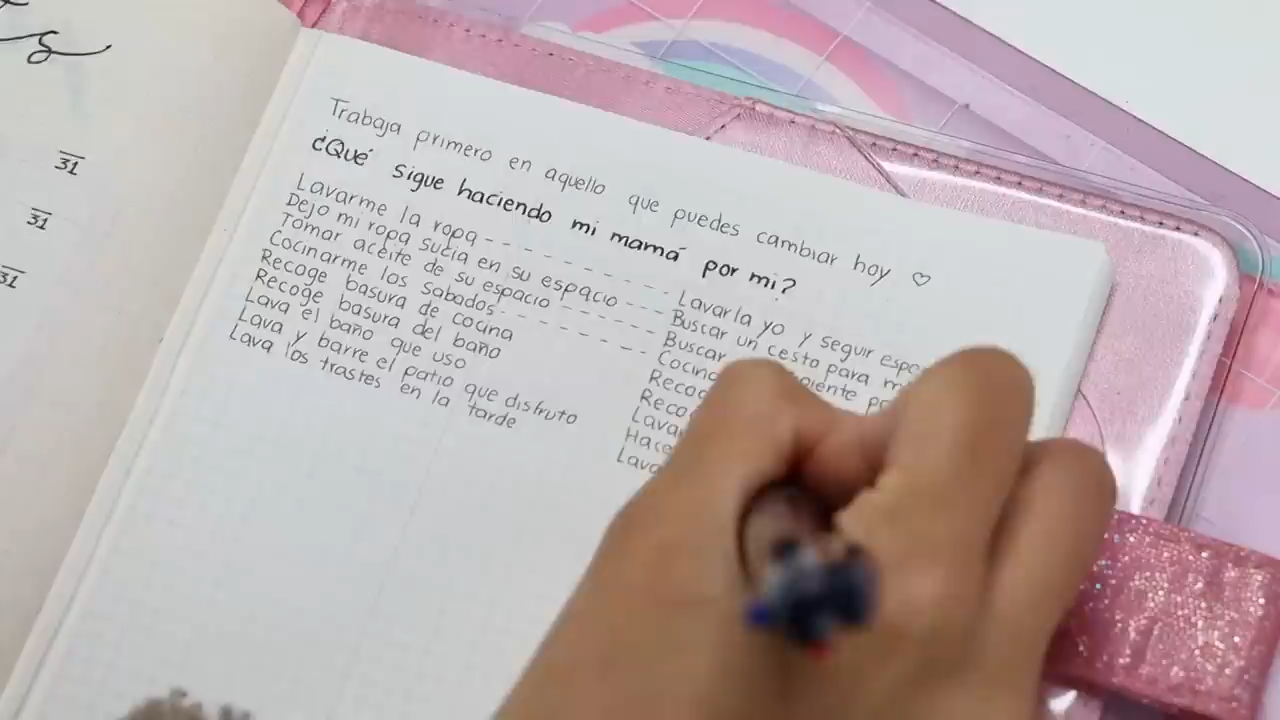 s
31
31
31
Trabaja primero en aquello que puedes cambiar hoy ♡
¿Qué sigue haciendo mi mamá por mi?
Lavarme la ropa - - - - - - - - - - Lavarla yo y seguir
Dejo mi ropa sucia en su espacio - - - Buscar un cesto para
Tomar aceite de su espacio - - - - - - Buscar
Cocinarme los sabados - - - - - - - -
Recoge basura de cocina
Recoge basura del baño
Lava el baño que uso
Lava y barre el patio que disfruto
Lava los trastes en la tarde